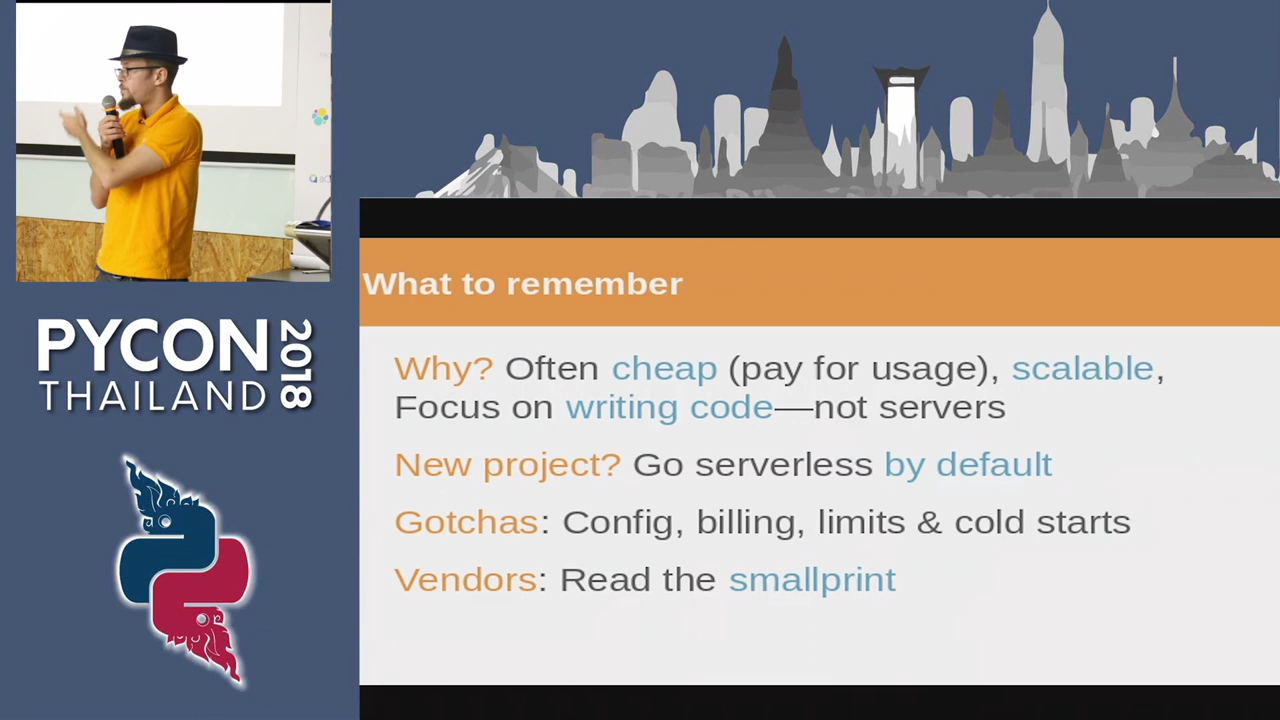 PYCON
THAILAND
2018
What to remember
Why? Often cheap (pay for usage), scalable,
Focus on writing code—not servers
New project? Go serverless by default
Gotchas: Config, billing, limits & cold starts
Vendors: Read the smallprint